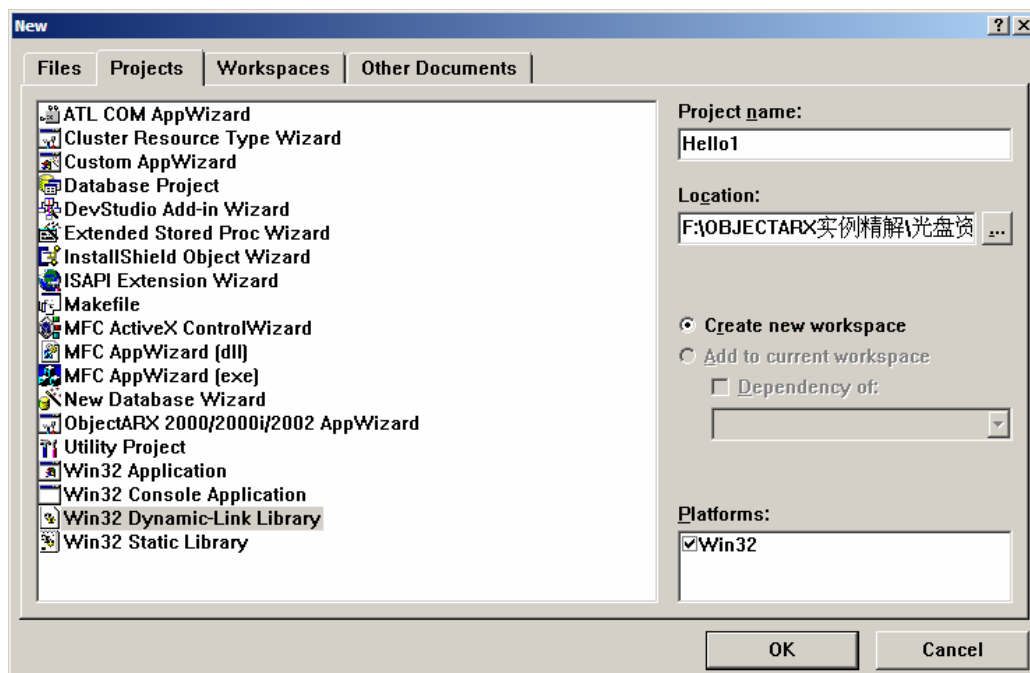 New
Files Projects Workspaces Other Documents
ATL COM AppWizard
Cluster Resource Type Wizard
Custom AppWizard
Database Project
DevStudio Add-in Wizard
Extended Stored Proc Wizard
InstallShield Object Wizard
ISAPI Extension Wizard
Makefile
MFC ActiveX ControlWizard
MFC AppWizard (dll)
MFC AppWizard (exe)
New Database Wizard
ObjectARX 2000/2000i/2002 AppWizard
Utility Project
Win32 Application
Win32 Console Application
Win32 Dynamic-Link Library
Win32 Static Library
Project name:
Hello1
Location:
F:\OBJECTARX实例精解\光盘资 ...
Create new workspace
Add to current workspace
Dependency of:
Platforms:
Win32
OK Cancel